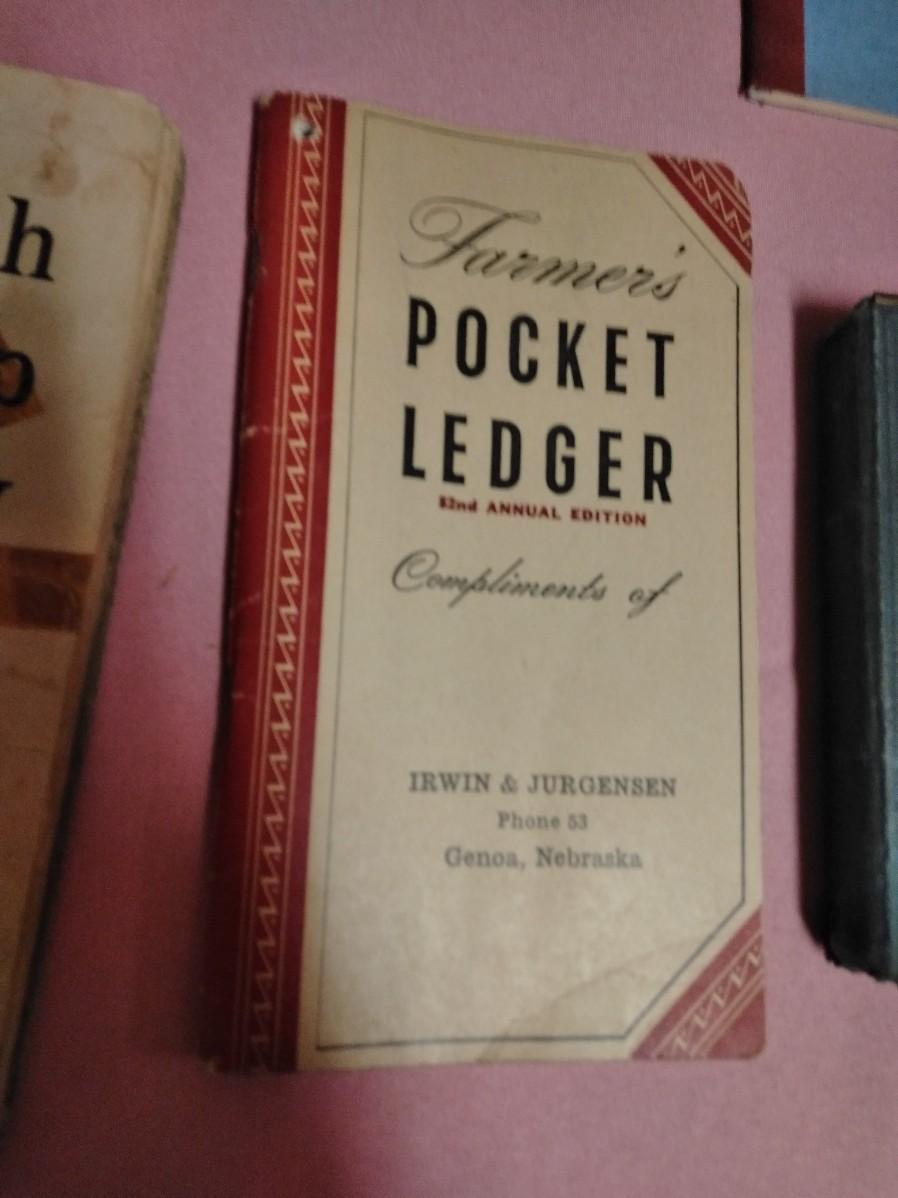 h
Farmer's
POCKET
LEDGER
82nd ANNUAL EDITION
Compliments of
IRWIN & JURGENSEN
Phone 53
Genoa, Nebraska